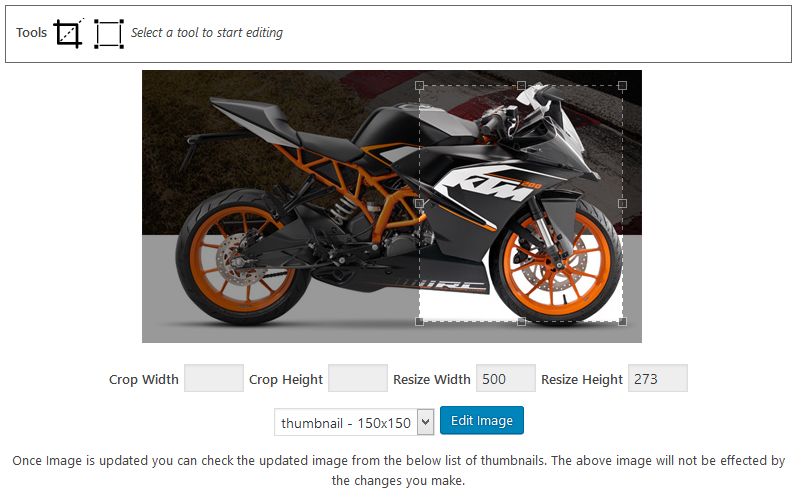 Tools Select a tool to start editing
KTM 200
RC
Crop Width Crop Height Resize Width 500 Resize Height 273
thumbnail - 150x150 Edit Image
Once Image is updated you can check the updated image from the below list of thumbnails. The above image will not be effected by
the changes you make.